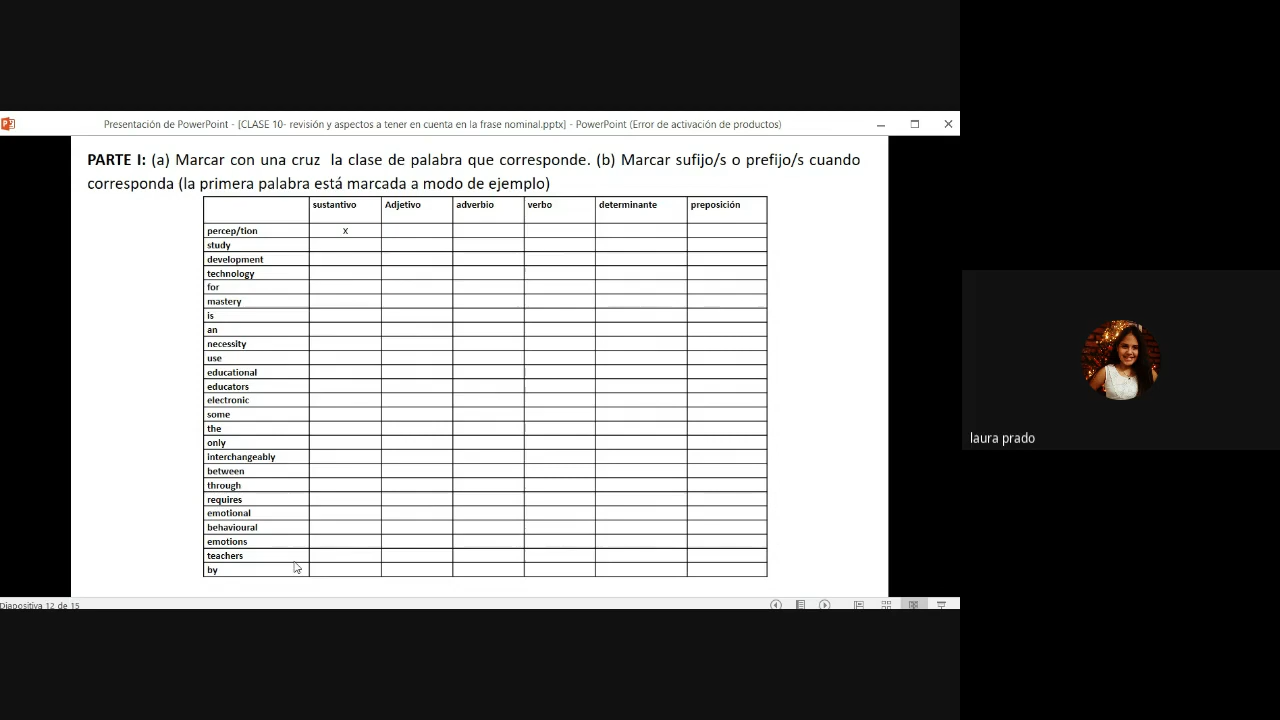 Presentación de PowerPoint - [CLASE 10- revisión y aspectos a tener en cuenta en la frase nominal.pptx] - PowerPoint (Error de activación de productos)
PARTE I: (a) Marcar con una cruz la clase de palabra que corresponde. (b) Marcar sufijo/s o prefijo/s cuando
corresponda (la primera palabra está marcada a modo de ejemplo)
sustantivo Adjetivo adverbio verbo determinante preposición
percep/tion x
study
development
technology
for
mastery
is
an
necessity
use
educational
educators
electronic
some
the
only
interchangeably
between
through
requires
emotional
behavioural
emotions
teachers
by
Diapositiva 12 de 15
laura prado